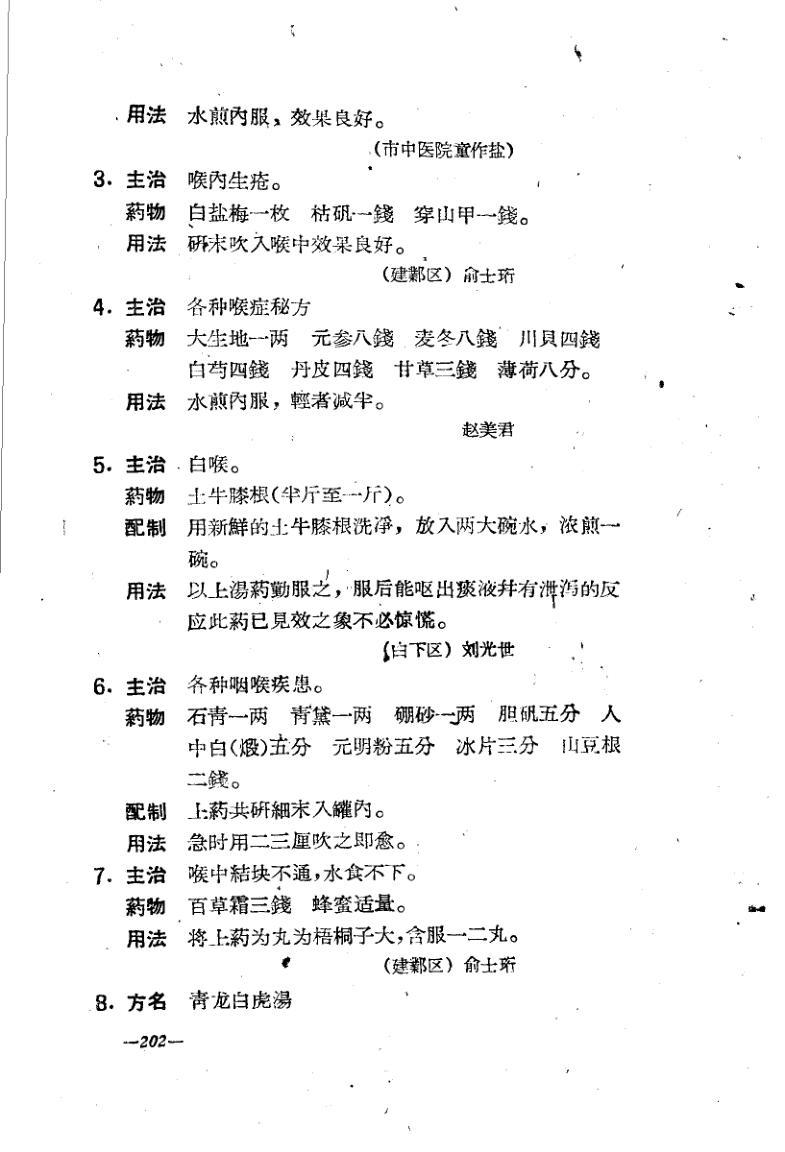 用法 水煎內服，效果良好。
(市中医院童作盐)
3. 主治 喉內生疮。
葯物 白盐梅一枚 枯矾一錢 穿山甲一錢。
用法 研末吹入喉中效果良好。
(建鄴区) 俞士珩
4. 主治 各种喉症秘方
葯物 大生地一两 元参八錢 麦冬八錢 川貝四錢
白芍四錢 丹皮四錢 甘草三錢 薄荷八分。
用法 水煎內服，輕者减半。
赵美君
5. 主治 白喉。
葯物 土牛膝根(半斤至一斤)。
配制 用新鮮的土牛膝根洗淨，放入两大碗水，浓煎一
碗。
用法 以上湯葯勤服之，服后能呕出痰液幷有泄泻的反
应此葯已見效之象不必惊慌。
(白下区) 刘光世
6. 主治 各种咽喉疾患。
葯物 石青一两 青黛一两 硼砂一两 胆矾五分 人
中白(煅)五分 元明粉五分 冰片三分 山豆根
二錢。
配制 上葯共研細末入罐內。
用法 急时用二三厘吹之即愈。
7. 主治 喉中結块不通，水食不下。
葯物 百草霜三錢 蜂蜜适量。
用法 将上葯为丸为梧桐子大，含服一二丸。
(建鄴区) 俞士珩
8. 方名 青龙白虎湯
—202—